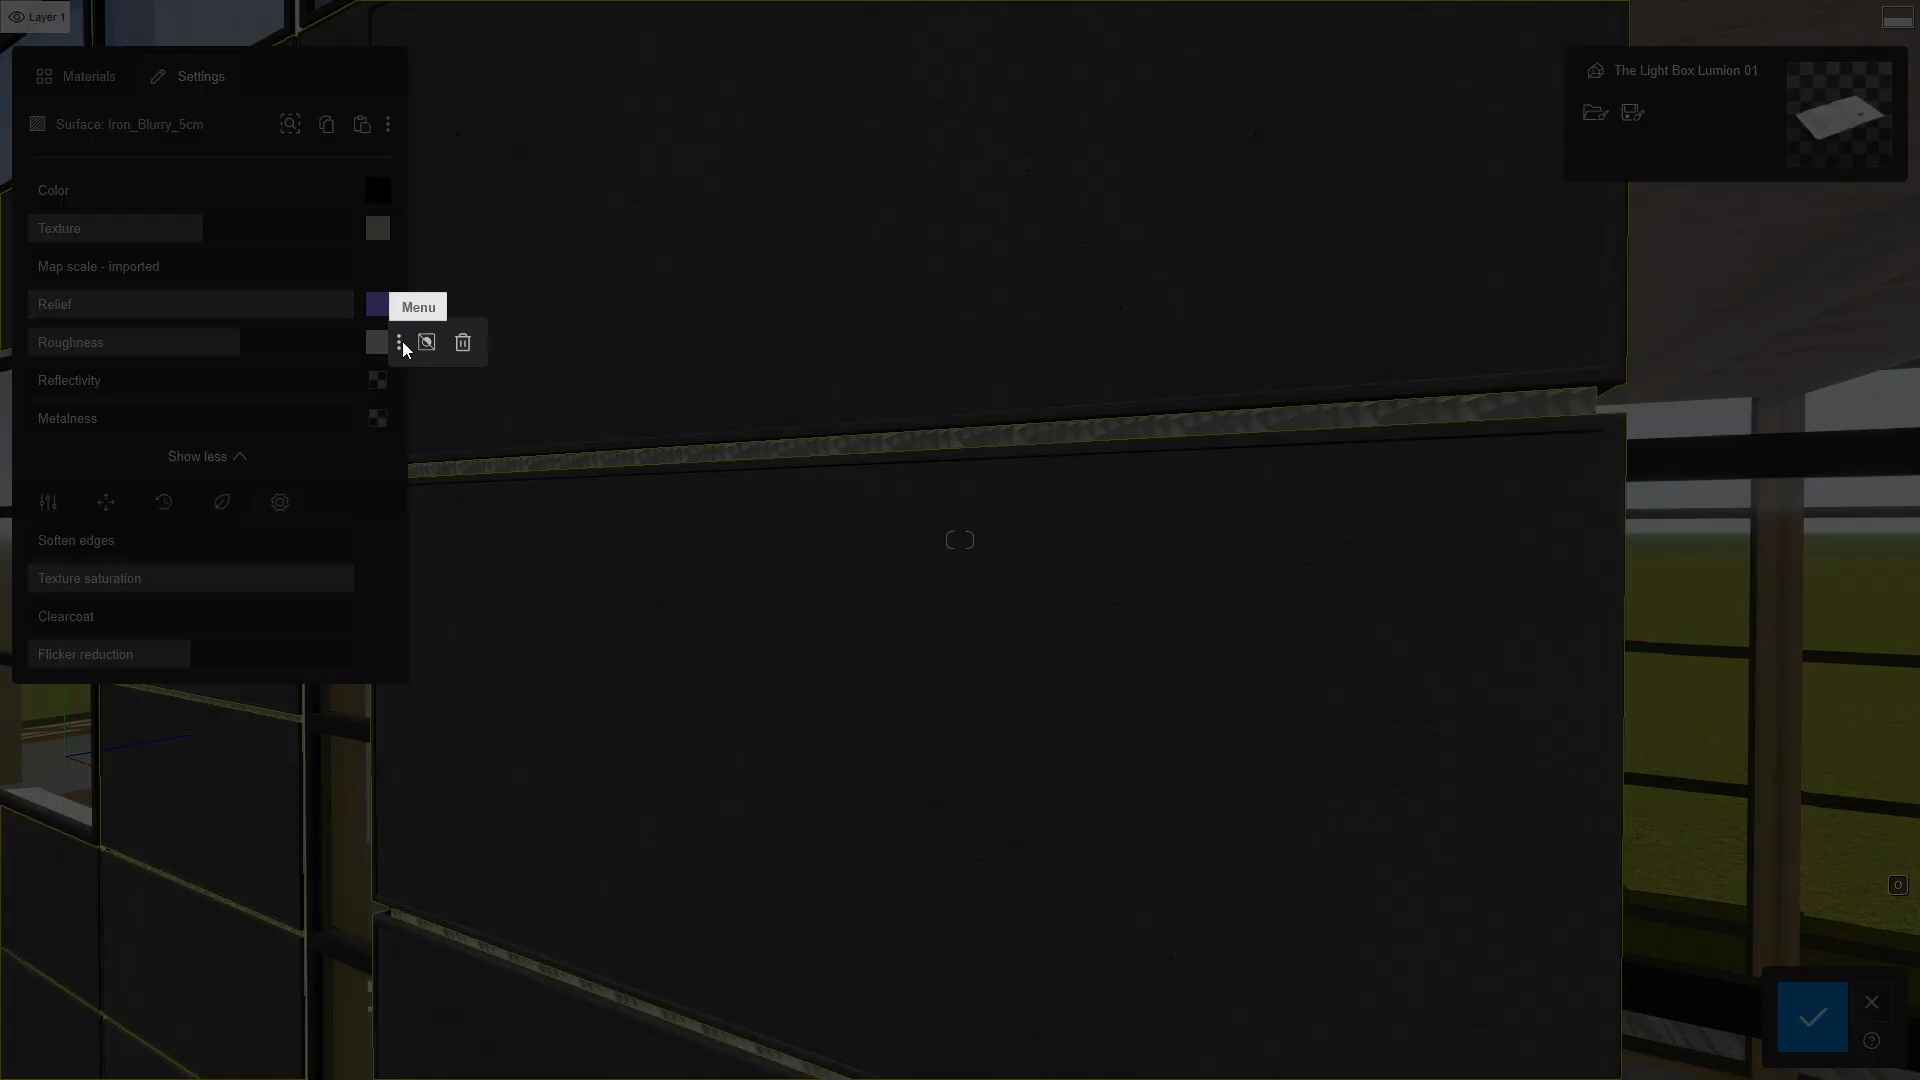 Layer 1
Materials
Settings
The Light Box Lumion 01
Surface: Iron_Blurry_5cm
Color
Texture
Map scale - imported
Relief
Menu
Roughness
Reflectivity
Metalness
Show less
Soften edges
Texture saturation
Clearcoat
Flicker reduction
O